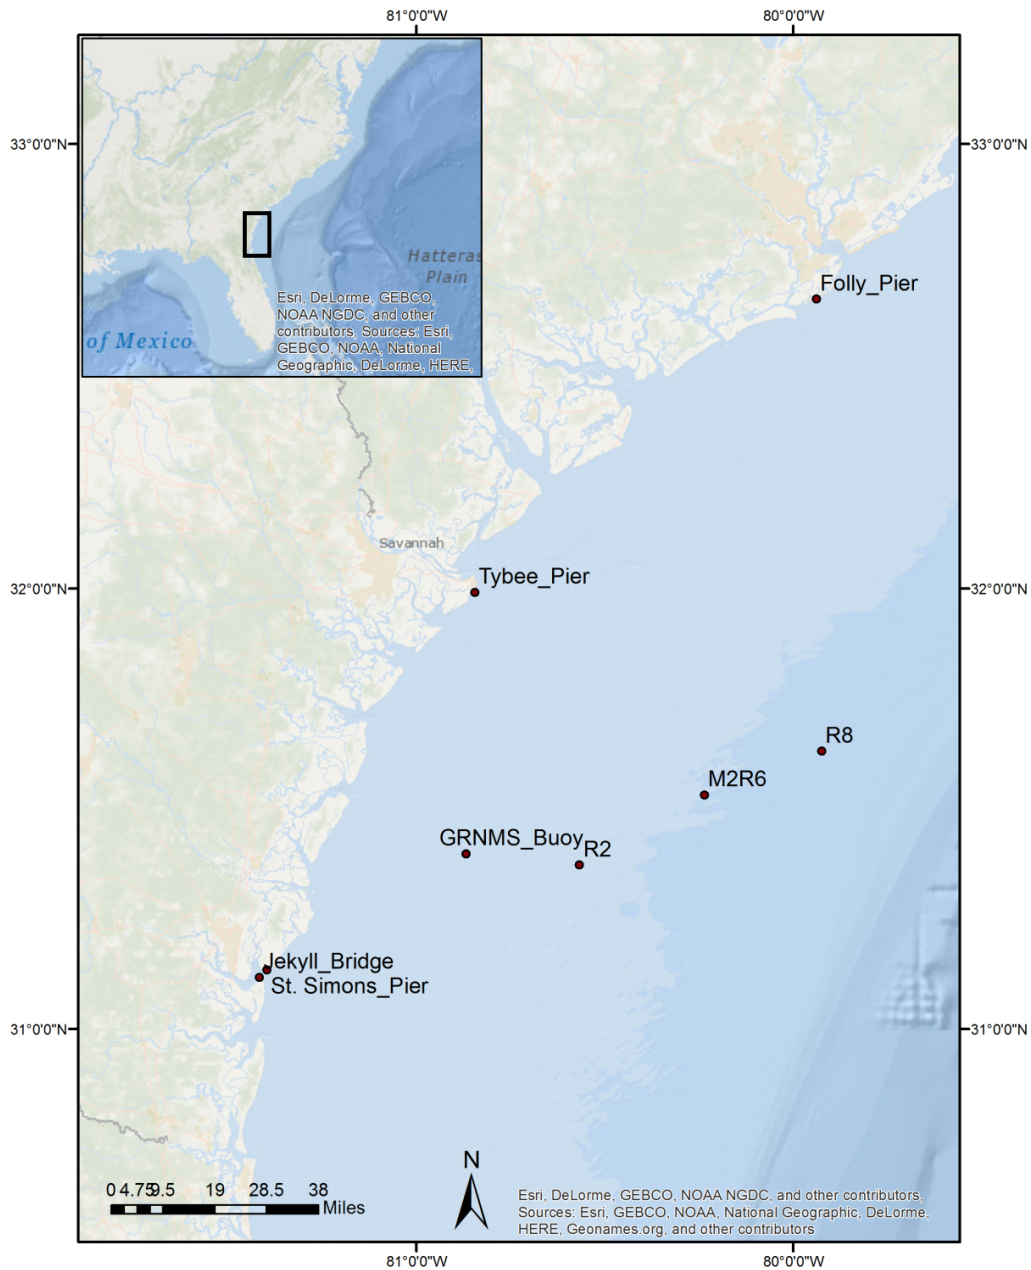 81°0'0"W
80°0'0"W
33°0'0"N
33°0'0"N
Hatteras
Plain
Esri, DeLorme, GEBCO,
NOAA NGDC, and other
contributors, Sources: Esri,
GEBCO, NOAA, National
Geographic, DeLorme, HERE,
of Mexico
Folly_Pier
Savannah
Tybee_Pier
32°0'0"N
32°0'0"N
R8
M2R6
GRNMS_Buoy
R2
Jekyll_Bridge
St. Simons_Pier
31°0'0"N
31°0'0"N
N
0 4.75 9.5 19 28.5 38
Miles
Esri, DeLorme, GEBCO, NOAA NGDC, and other contributors,
Sources: Esri, GEBCO, NOAA, National Geographic, DeLorme,
HERE, Geonames.org, and other contributors
81°0'0"W
80°0'0"W